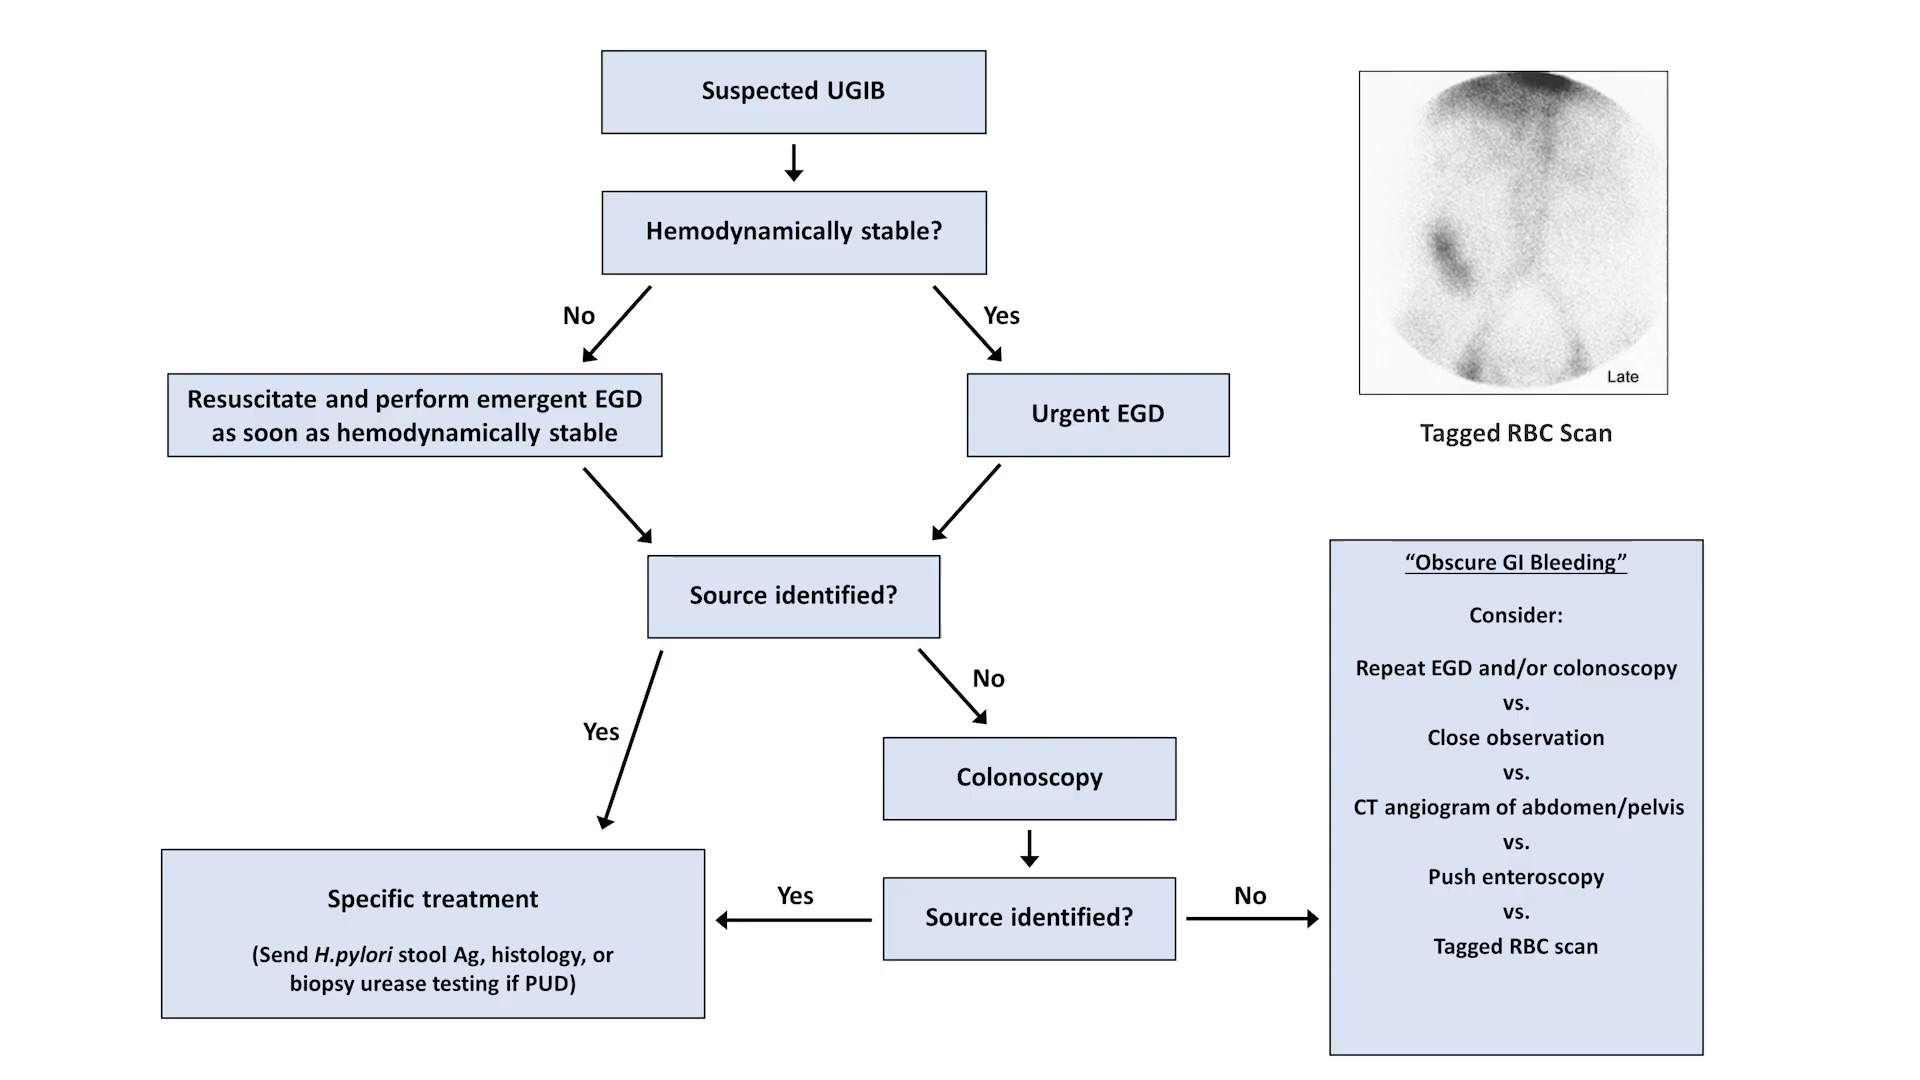 Suspected UGIB
Hemodynamically stable?
No
Yes
Resuscitate and perform emergent EGD
as soon as hemodynamically stable
Urgent EGD
Late
Tagged RBC Scan
Source identified?
No
Yes
Colonoscopy
Source identified?
Yes
No
Specific treatment
(Send H.pylori stool Ag, histology, or
biopsy urease testing if PUD)
“Obscure GI Bleeding”
Consider:
Repeat EGD and/or colonoscopy
vs.
Close observation
vs.
CT angiogram of abdomen/pelvis
vs.
Push enteroscopy
vs.
Tagged RBC scan